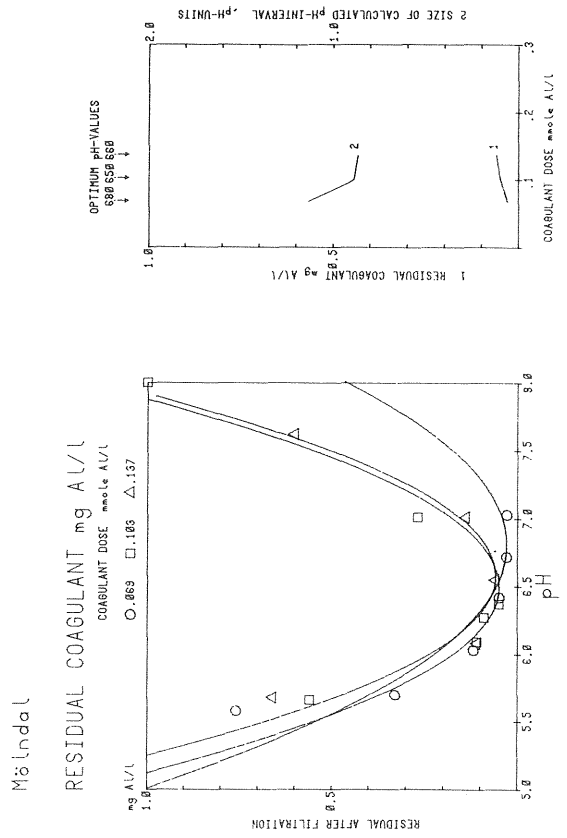 Mölndal
RESIDUAL COAGULANT mg Al/l
COAGULANT DOSE mmole Al/l
○.069 □.103 △.137
mg Al/l
1.0
0.5
RESIDUAL AFTER FILTRATION
5.0 5.5 6.0 6.5 7.0 7.5 8.0
pH
OPTIMUM pH-VALUES
680 650 660
1.0
0.5
1 RESIDUAL COAGULANT mg Al/l
2.0
1.0
2 SIZE OF CALCULATED pH-INTERVAL ,pH-UNITS
2
1
.1 .2 .3
COAGULANT DOSE mmole Al/l